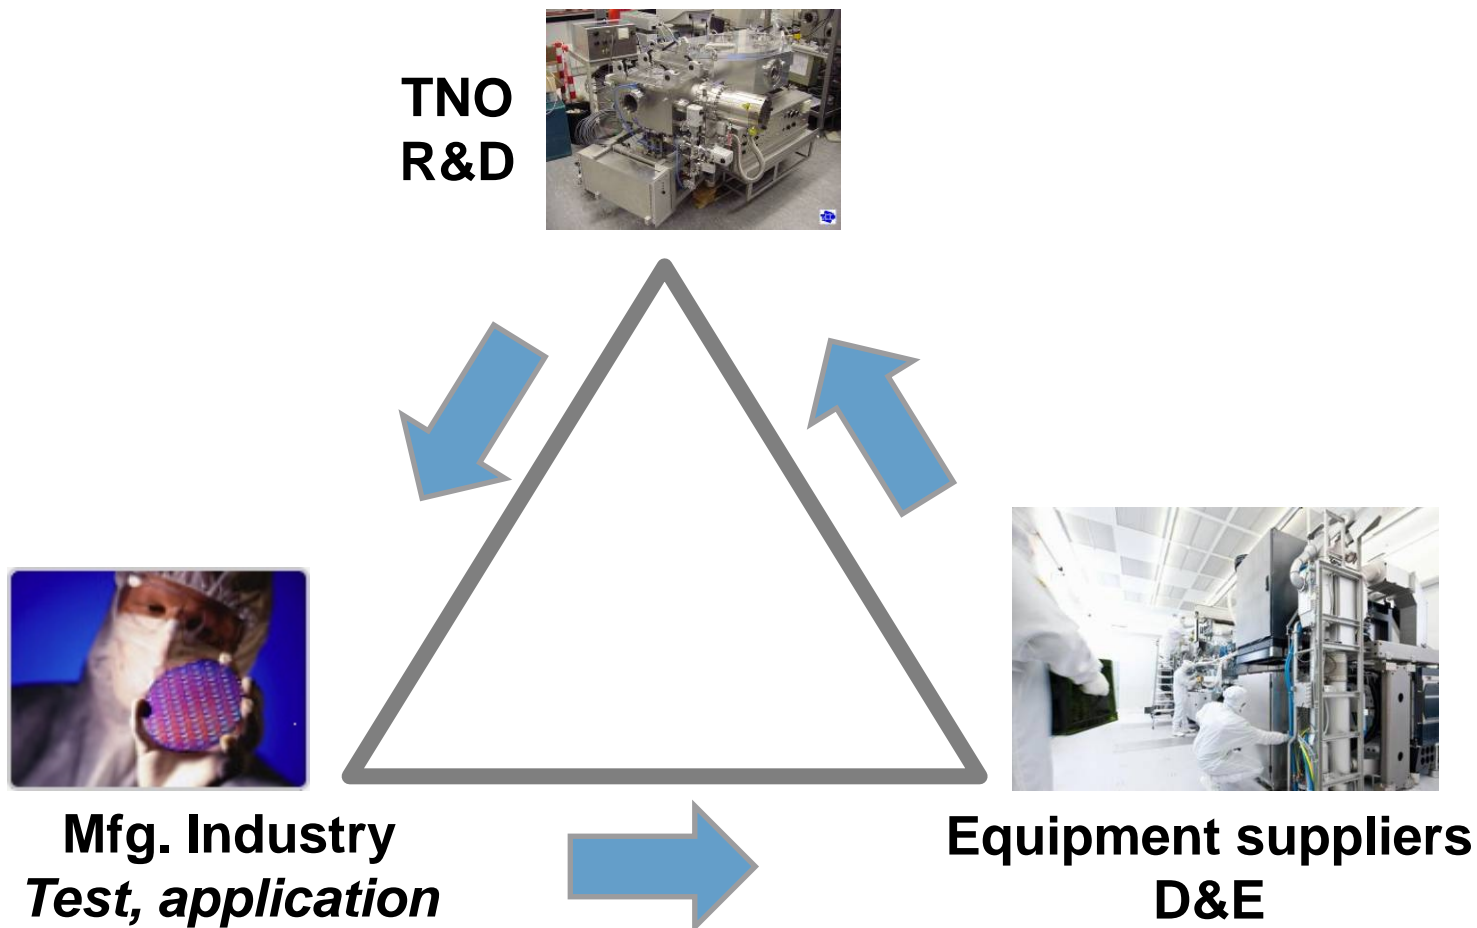 TNO
R&D
Mfg. Industry
Test, application
Equipment suppliers
D&E